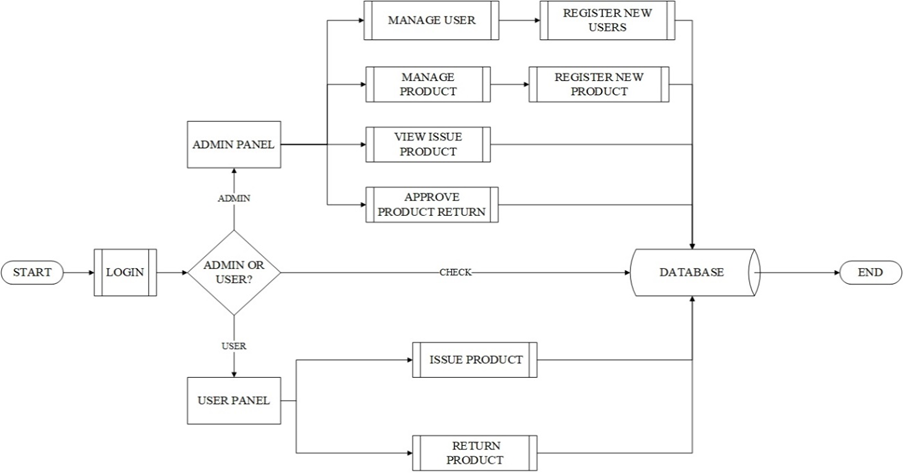 MANAGE USER
REGISTER NEW
USERS
MANAGE
PRODUCT
REGISTER NEW
PRODUCT
ADMIN PANEL
VIEW ISSUE
PRODUCT
APPROVE
PRODUCT RETURN
ADMIN
START
LOGIN
ADMIN OR
USER?
CHECK
DATABASE
END
USER
ISSUE PRODUCT
USER PANEL
RETURN
PRODUCT